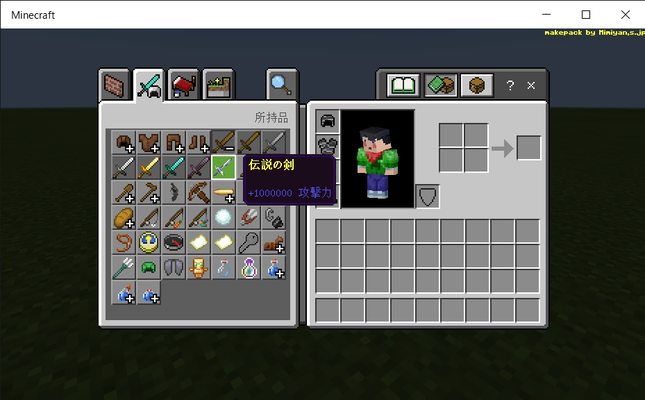 Minecraft
makepack by Mimiyan,s.,jp
所持品
伝説の剣
+1000000 攻撃力
?